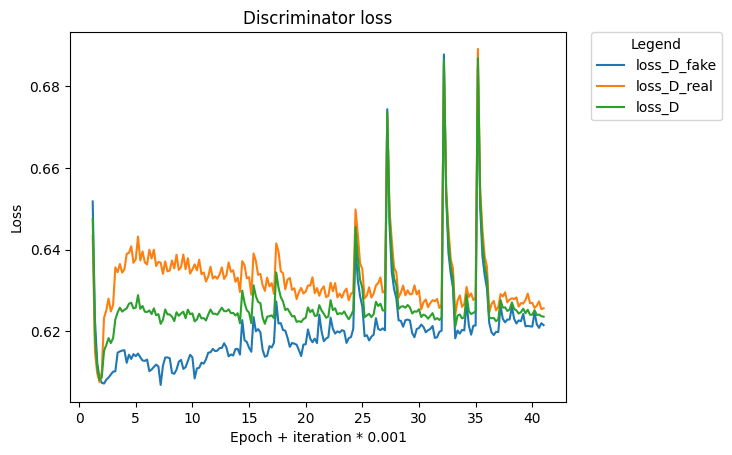 Discriminator loss
Legend
loss_D_fake
loss_D_real
loss_D
Loss
0.68
0.66
0.64
0.62
0 5 10 15 20 25 30 35 40
Epoch + iteration * 0.001